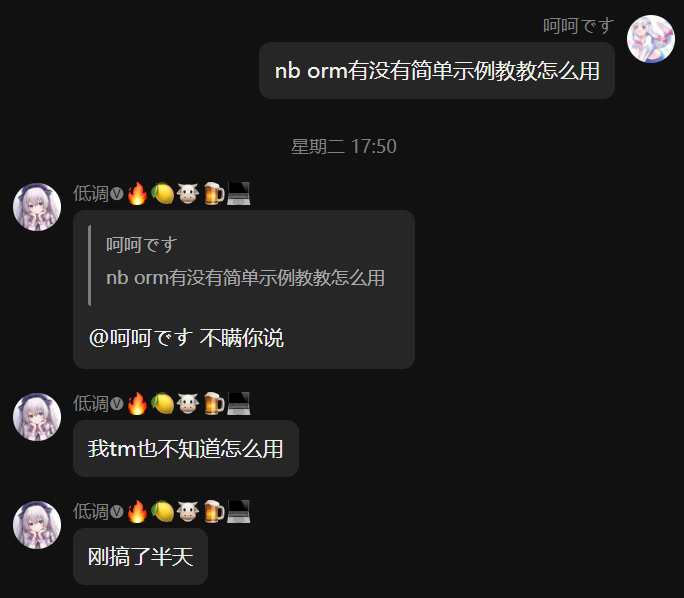 呵呵です
nb orm有没有简单示例教教怎么用
星期二 17:50
低调Ⓥ🔥🍋🐮🍺💻
呵呵です
nb orm有没有简单示例教教怎么用
@呵呵です 不瞒你说
低调Ⓥ🔥🍋🐮🍺💻
我tm也不知道怎么用
低调Ⓥ🔥🍋🐮🍺💻
刚搞了半天